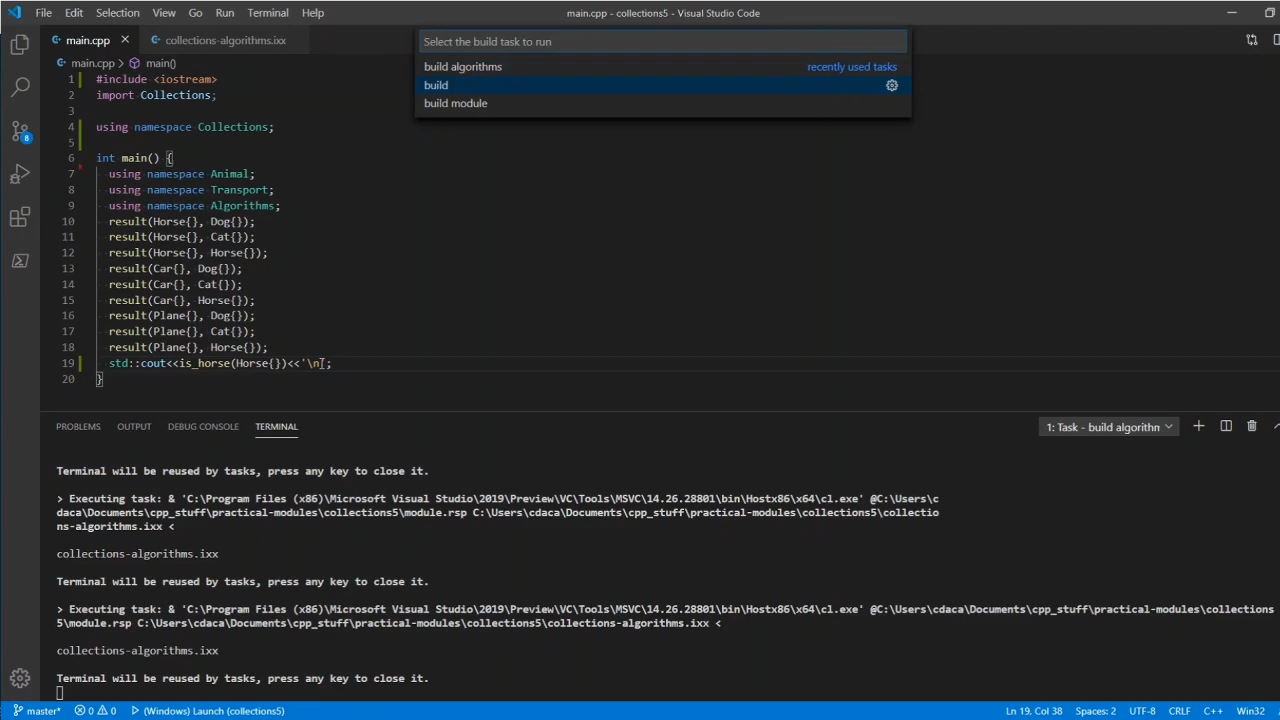 File Edit Selection View Go Run Terminal Help
main.cpp - collections5 - Visual Studio Code
main.cpp
collections-algorithms.ixx
main.cpp > main()
Select the build task to run
build algorithms recently used tasks
build
build module
1 #include <iostream>
2 import Collections;
3
4 using namespace Collections;
5
6 int main() {
7 using namespace Animal;
8 using namespace Transport;
9 using namespace Algorithms;
10 result(Horse{}, Dog{});
11 result(Horse{}, Cat{});
12 result(Horse{}, Horse{});
13 result(Car{}, Dog{});
14 result(Car{}, Cat{});
15 result(Car{}, Horse{});
16 result(Plane{}, Dog{});
17 result(Plane{}, Cat{});
18 result(Plane{}, Horse{});
19 std::cout<<is_horse(Horse{})<<'\n';
20 }
8
PROBLEMS OUTPUT DEBUG CONSOLE TERMINAL
1: Task - build algorithm
Terminal will be reused by tasks, press any key to close it.
> Executing task: & 'C:\Program Files (x86)\Microsoft Visual Studio\2019\Preview\VC\Tools\MSVC\14.26.28801\bin\Hostx86\x64\cl.exe' @C:\Users\c
daca\Documents\cpp_stuff\practical-modules\collections5\module.rsp C:\Users\cdaca\Documents\cpp_stuff\practical-modules\collections5\collectio
ns-algorithms.ixx <
collections-algorithms.ixx
Terminal will be reused by tasks, press any key to close it.
> Executing task: & 'C:\Program Files (x86)\Microsoft Visual Studio\2019\Preview\VC\Tools\MSVC\14.26.28801\bin\Hostx86\x64\cl.exe' @C:\Users\cdaca\Documents\cpp_stuff\practical-modules\collections
5\module.rsp C:\Users\cdaca\Documents\cpp_stuff\practical-modules\collections5\collections-algorithms.ixx <
collections-algorithms.ixx
Terminal will be reused by tasks, press any key to close it.
master* 0 0 (Windows) Launch (collections5) Ln 19, Col 38 Spaces: 2 UTF-8 CRLF C++ Win32